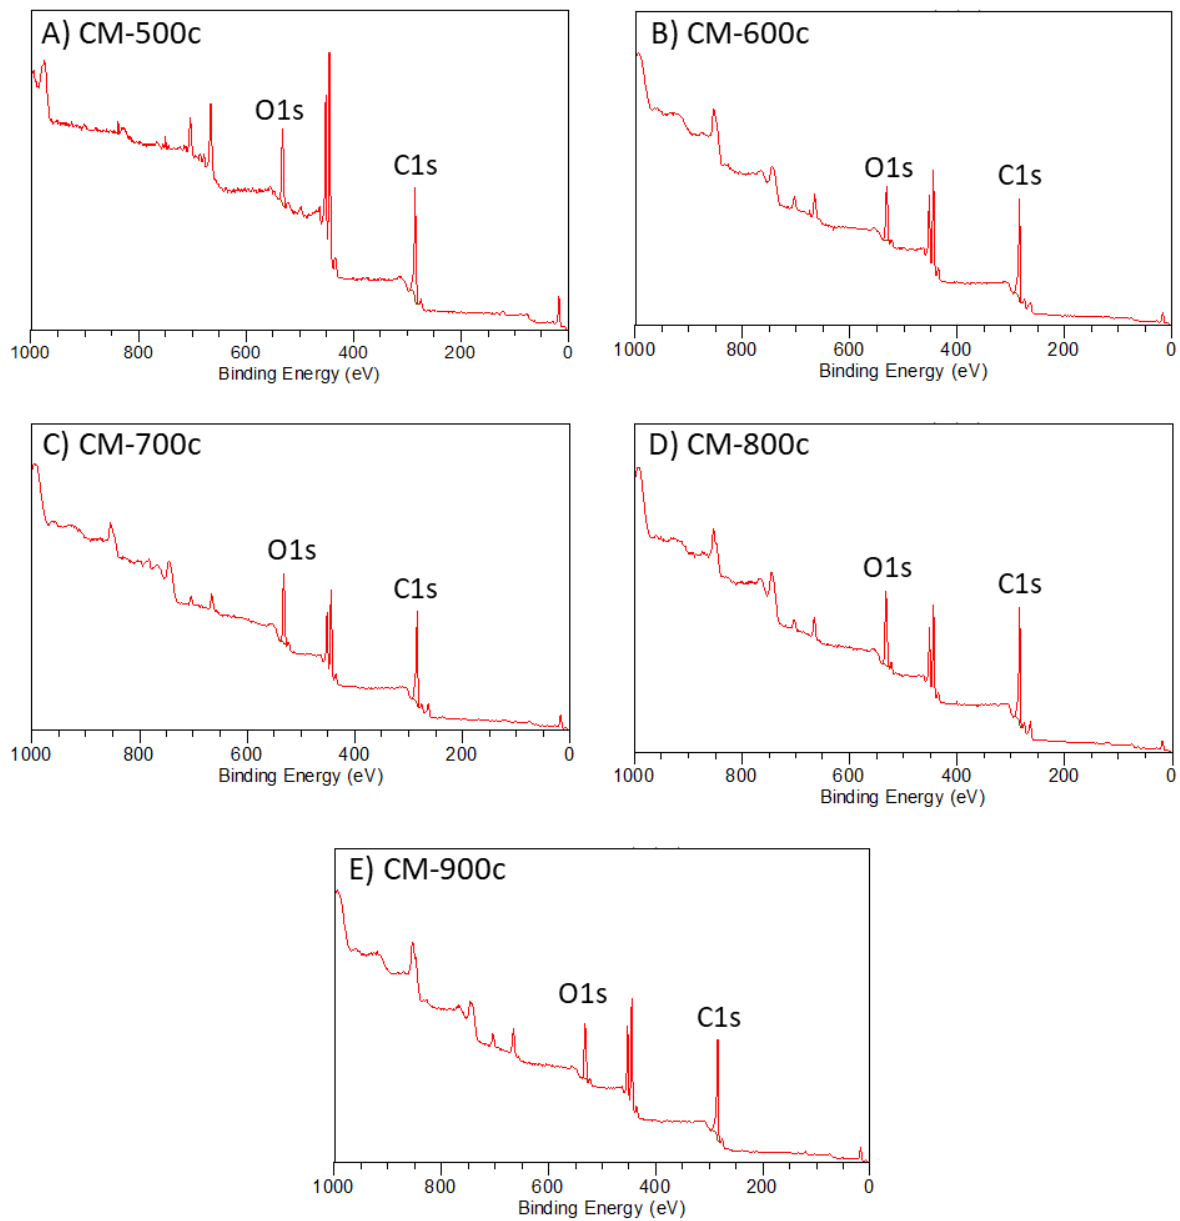 A) CM-500c
O1s
C1s
1000 800 600 400 200 0
Binding Energy (eV)
B) CM-600c
O1s
C1s
1000 800 600 400 200 0
Binding Energy (eV)
C) CM-700c
O1s
C1s
1000 800 600 400 200 0
Binding Energy (eV)
D) CM-800c
O1s
C1s
1000 800 600 400 200 0
Binding Energy (eV)
E) CM-900c
O1s
C1s
1000 800 600 400 200 0
Binding Energy (eV)